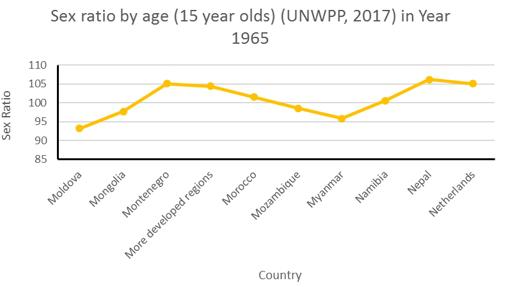 Sex ratio by age (15 year olds) (UNWPP, 2017) in Year
1965
110
105
100
95
90
85
Sex Ratio
Moldova
Mongolia
Montenegro
More developed regions
Morocco
Mozambique
Myanmar
Namibia
Nepal
Netherlands
Country